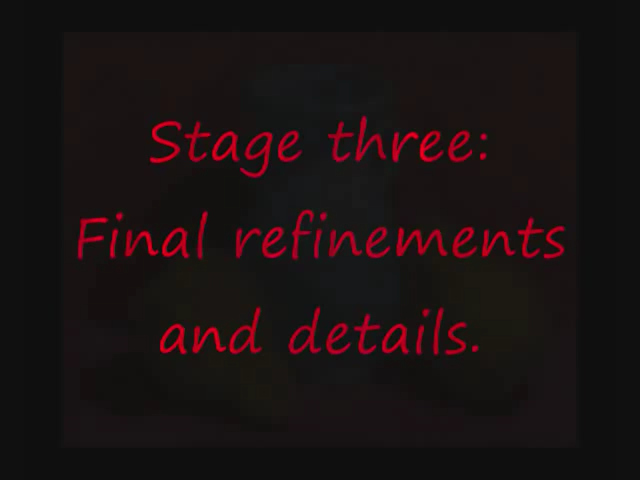 Stage three:
Final refinements
and details.